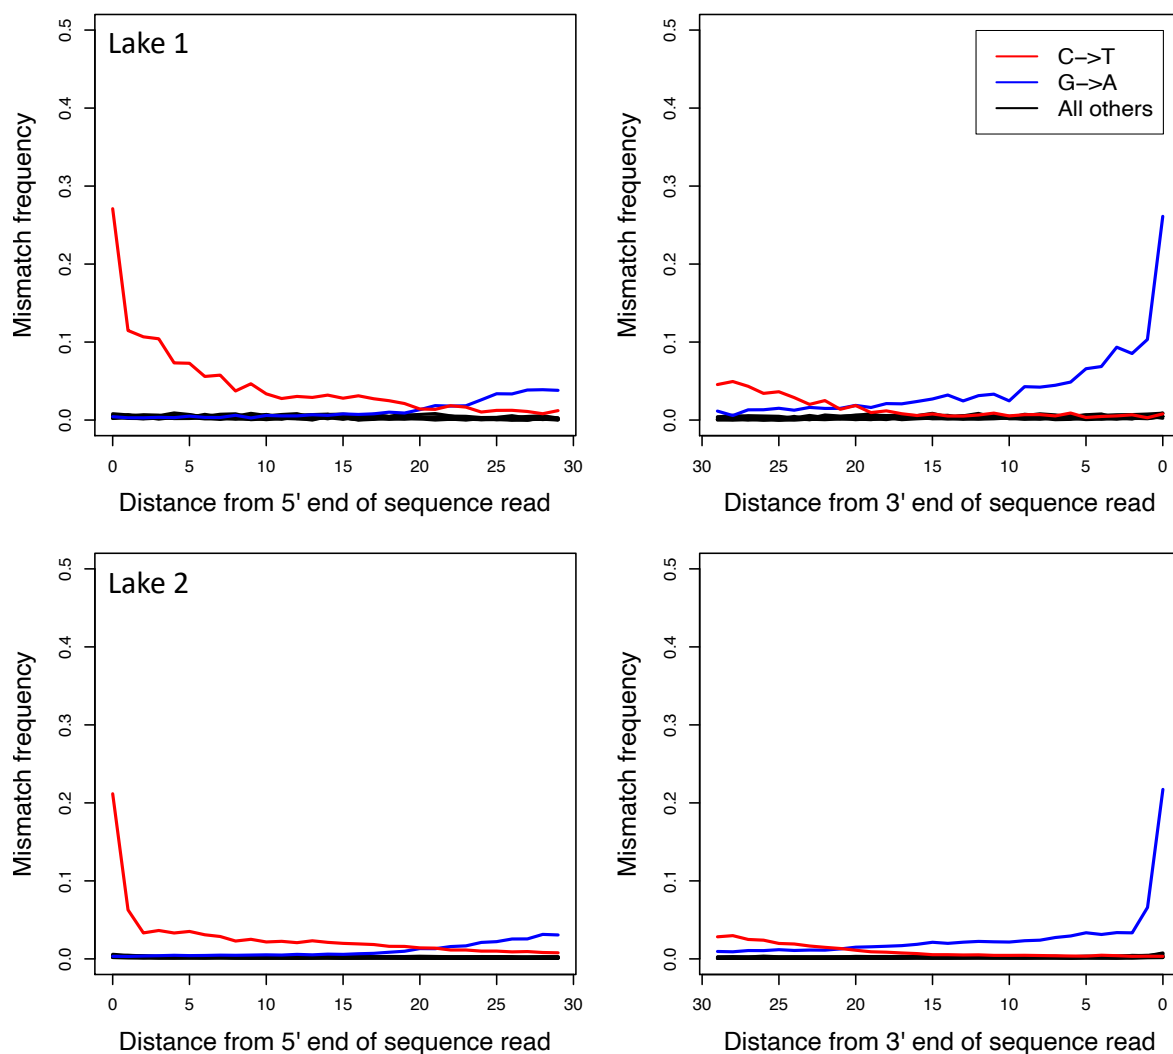 Lake 1
Mismatch frequency
0.0 0.1 0.2 0.3 0.4 0.5
0 5 10 15 20 25 30
Distance from 5' end of sequence read
C->T
G->A
All others
Mismatch frequency
0.0 0.1 0.2 0.3 0.4 0.5
30 25 20 15 10 5 0
Distance from 3' end of sequence read
Lake 2
Mismatch frequency
0.0 0.1 0.2 0.3 0.4 0.5
0 5 10 15 20 25 30
Distance from 5' end of sequence read
Mismatch frequency
0.0 0.1 0.2 0.3 0.4 0.5
30 25 20 15 10 5 0
Distance from 3' end of sequence read